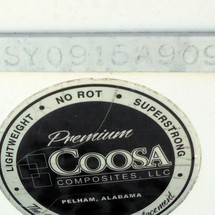 SY0915A909
LIGHTWEIGHT • NO ROT • SUPERSTRONG
Premium
COOSA
COMPOSITES, LLC
PELHAM, ALABAMA